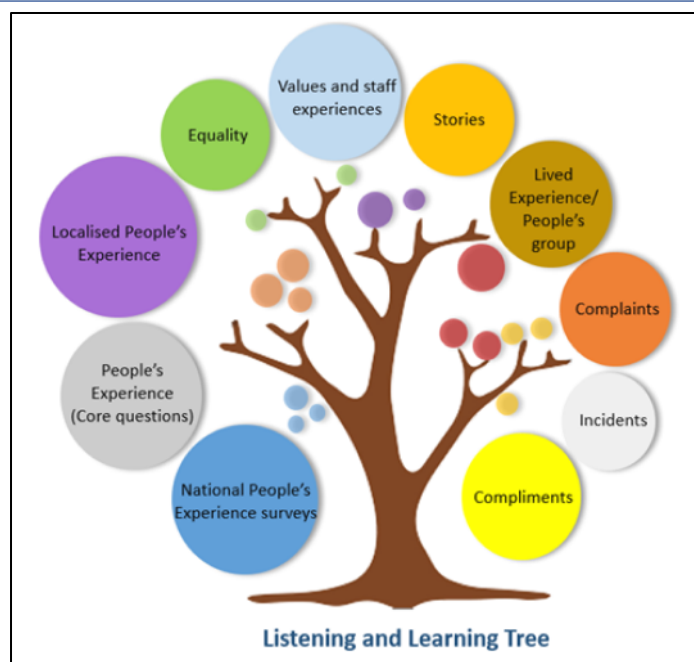 Values and staff
experiences
Stories
Equality
Lived
Experience/
People's
group
Localised People's
Experience
Complaints
People's
Experience
(Core questions)
Incidents
National People's
Experience surveys
Compliments
Listening and Learning Tree